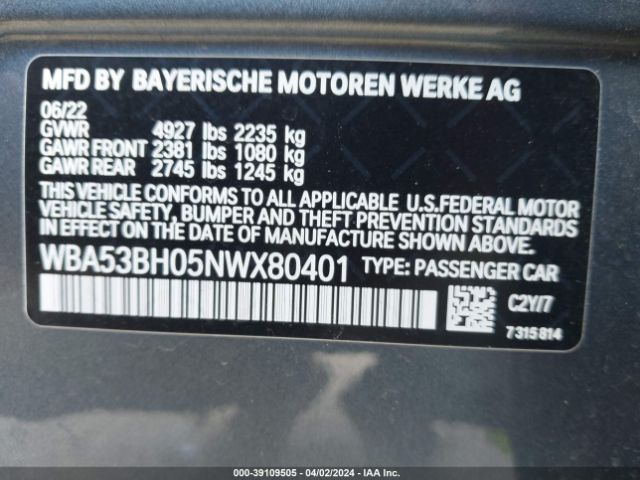 MFD BY BAYERISCHE MOTOREN WERKE AG
06/22
GVWR 4927 lbs 2235 kg
GAWR FRONT 2381 lbs 1080 kg
GAWR REAR 2745 lbs 1245 kg
THIS VEHICLE CONFORMS TO ALL APPLICABLE U.S.FEDERAL MOTOR
VEHICLE SAFETY, BUMPER AND THEFT PREVENTION STANDARDS
IN EFFECT ON THE DATE OF MANUFACTURE SHOWN ABOVE.
WBA53BH05NWX80401 TYPE: PASSENGER CAR
C2Y/7
7315814
000-39109505 - 04/02/2024 - IAA Inc.